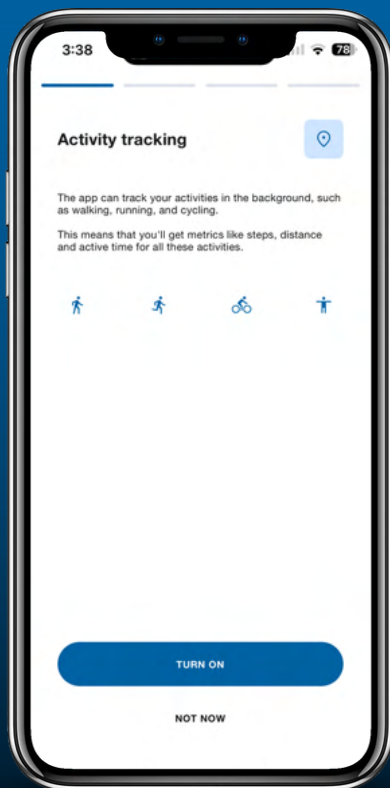 3:38
78
Activity tracking
The app can track your activities in the background, such
as walking, running, and cycling.
This means that you'll get metrics like steps, distance
and active time for all these activities.
TURN ON
NOT NOW